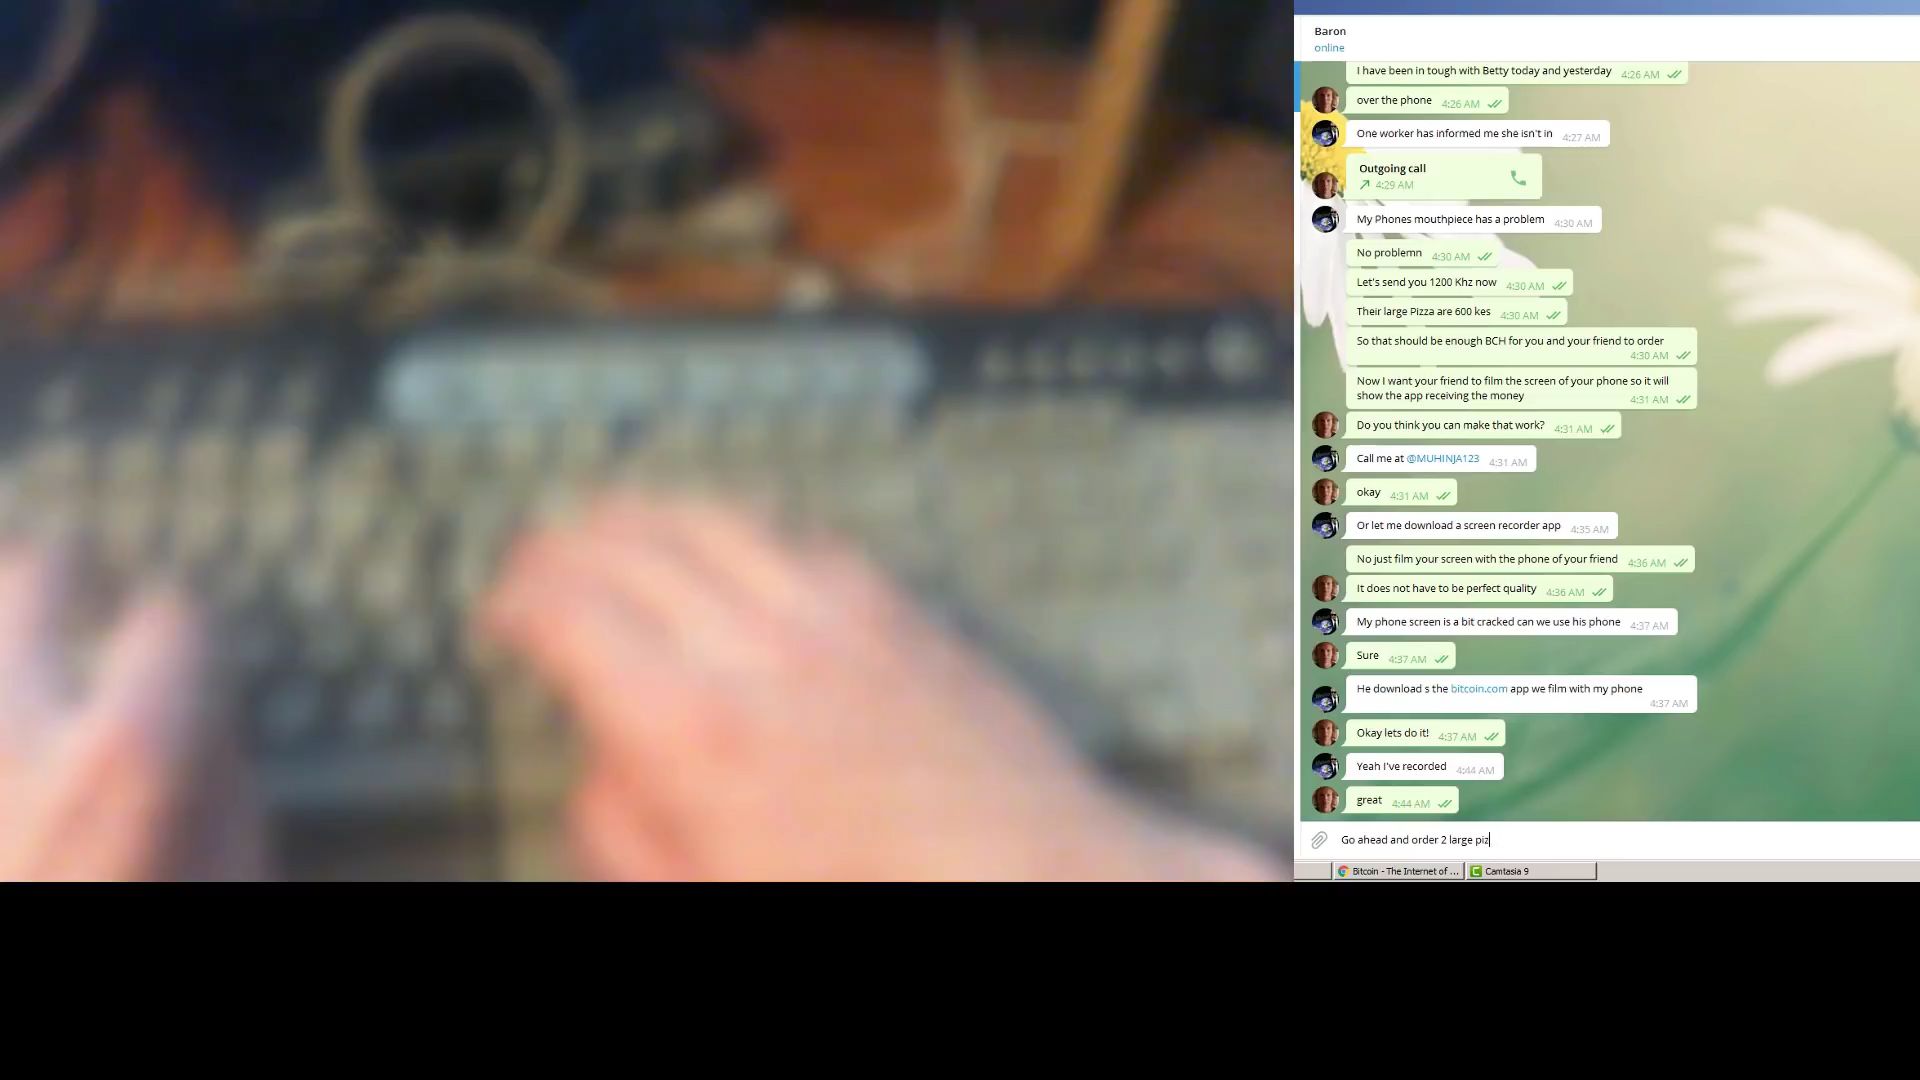 Baron
online
I have been in tough with Betty today and yesterday 4:26 AM
over the phone 4:26 AM
One worker has informed me she isn't in 4:27 AM
Outgoing call
4:29 AM
My Phones mouthpiece has a problem 4:30 AM
No problemn 4:30 AM
Let's send you 1200 Khz now 4:30 AM
Their large Pizza are 600 kes 4:30 AM
So that should be enough BCH for you and your friend to order
4:30 AM
Now I want your friend to film the screen of your phone so it will
show the app receiving the money 4:31 AM
Do you think you can make that work? 4:31 AM
Call me at @MUHINJA123 4:31 AM
okay 4:31 AM
Or let me download a screen recorder app 4:35 AM
No just film your screen with the phone of your friend 4:36 AM
It does not have to be perfect quality 4:36 AM
My phone screen is a bit cracked can we use his phone 4:37 AM
Sure 4:37 AM
He download s the bitcoin.com app we film with my phone
4:37 AM
Okay lets do it! 4:37 AM
Yeah I've recorded 4:44 AM
great 4:44 AM
Go ahead and order 2 large piz
Bitcoin - The Internet of ... Camtasia 9